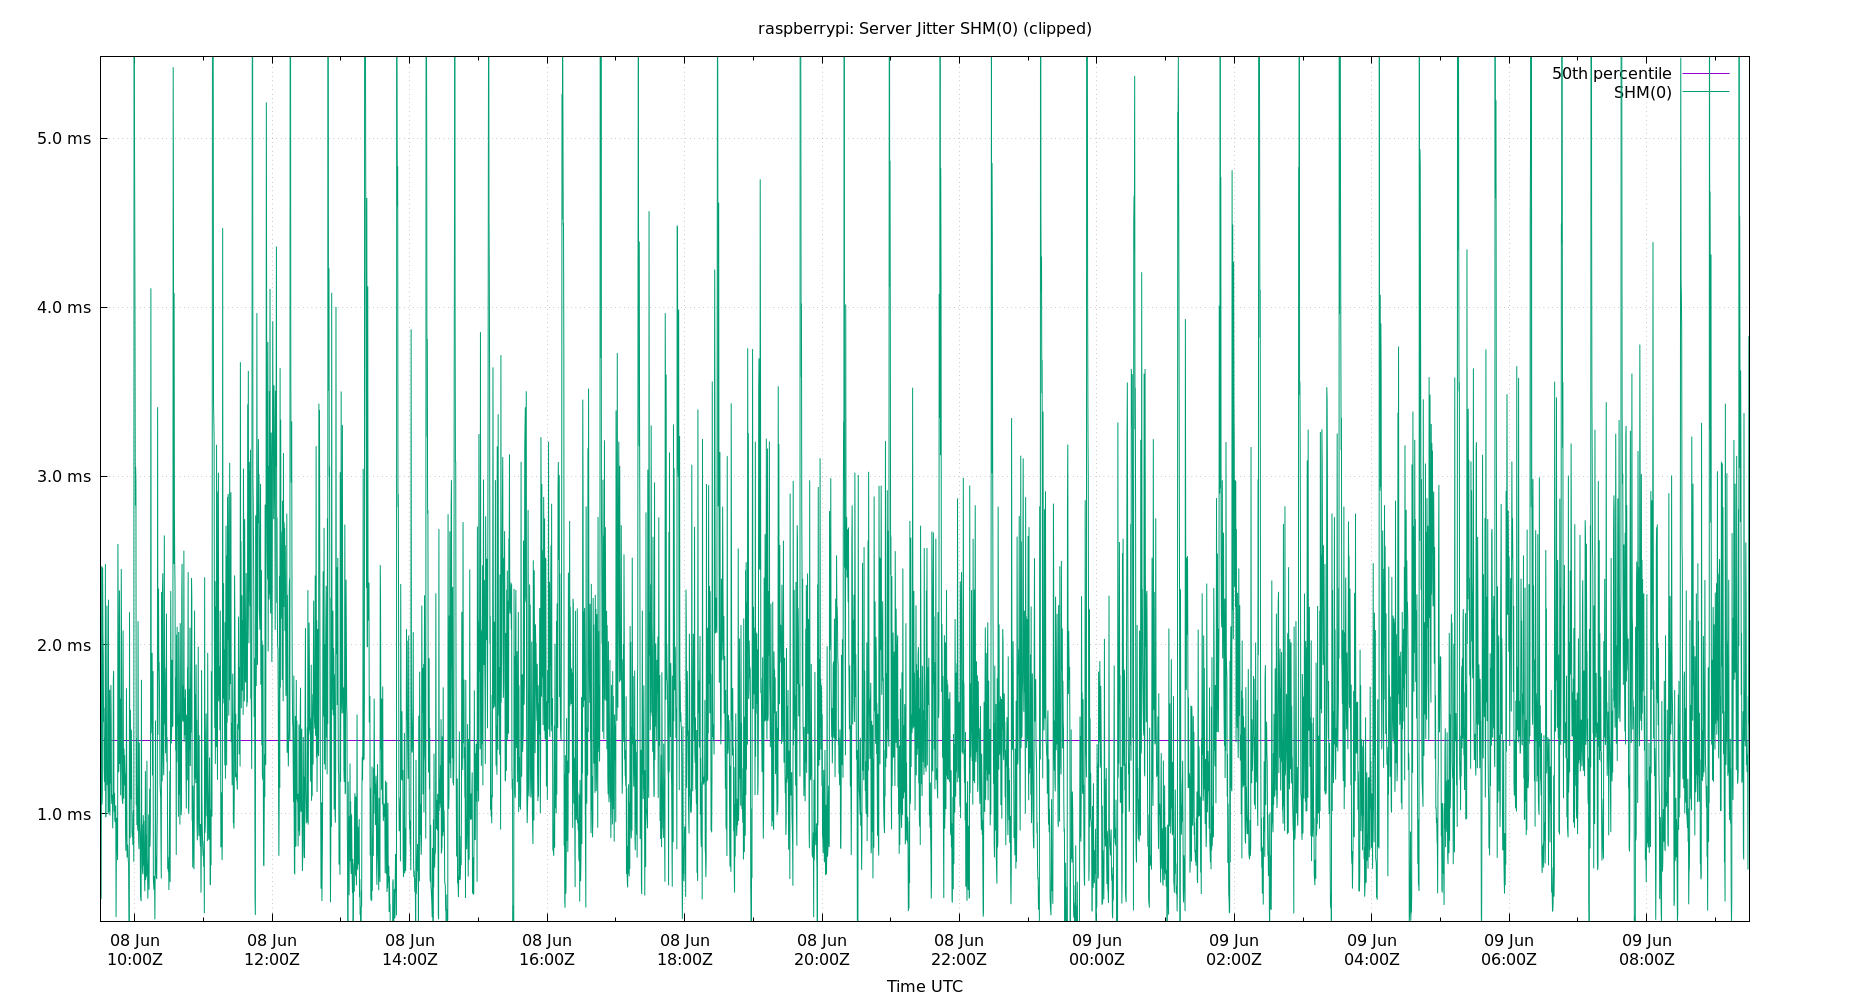 raspberrypi: Server Jitter SHM(0) (clipped)
50th percentile
SHM(0)
5.0 ms
4.0 ms
3.0 ms
2.0 ms
1.0 ms
08 Jun 08 Jun 08 Jun 08 Jun 08 Jun 08 Jun 08 Jun 09 Jun 09 Jun 09 Jun 09 Jun 09 Jun
10:00Z 12:00Z 14:00Z 16:00Z 18:00Z 20:00Z 22:00Z 00:00Z 02:00Z 04:00Z 06:00Z 08:00Z
Time UTC